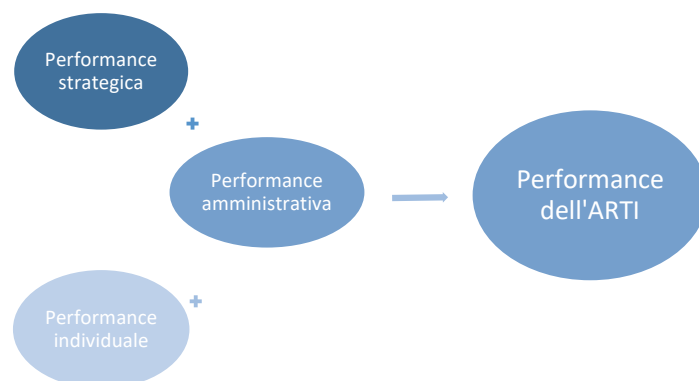 Performance
strategica
Performance
amministrativa
Performance
individuale
Performance
dell'ARTI